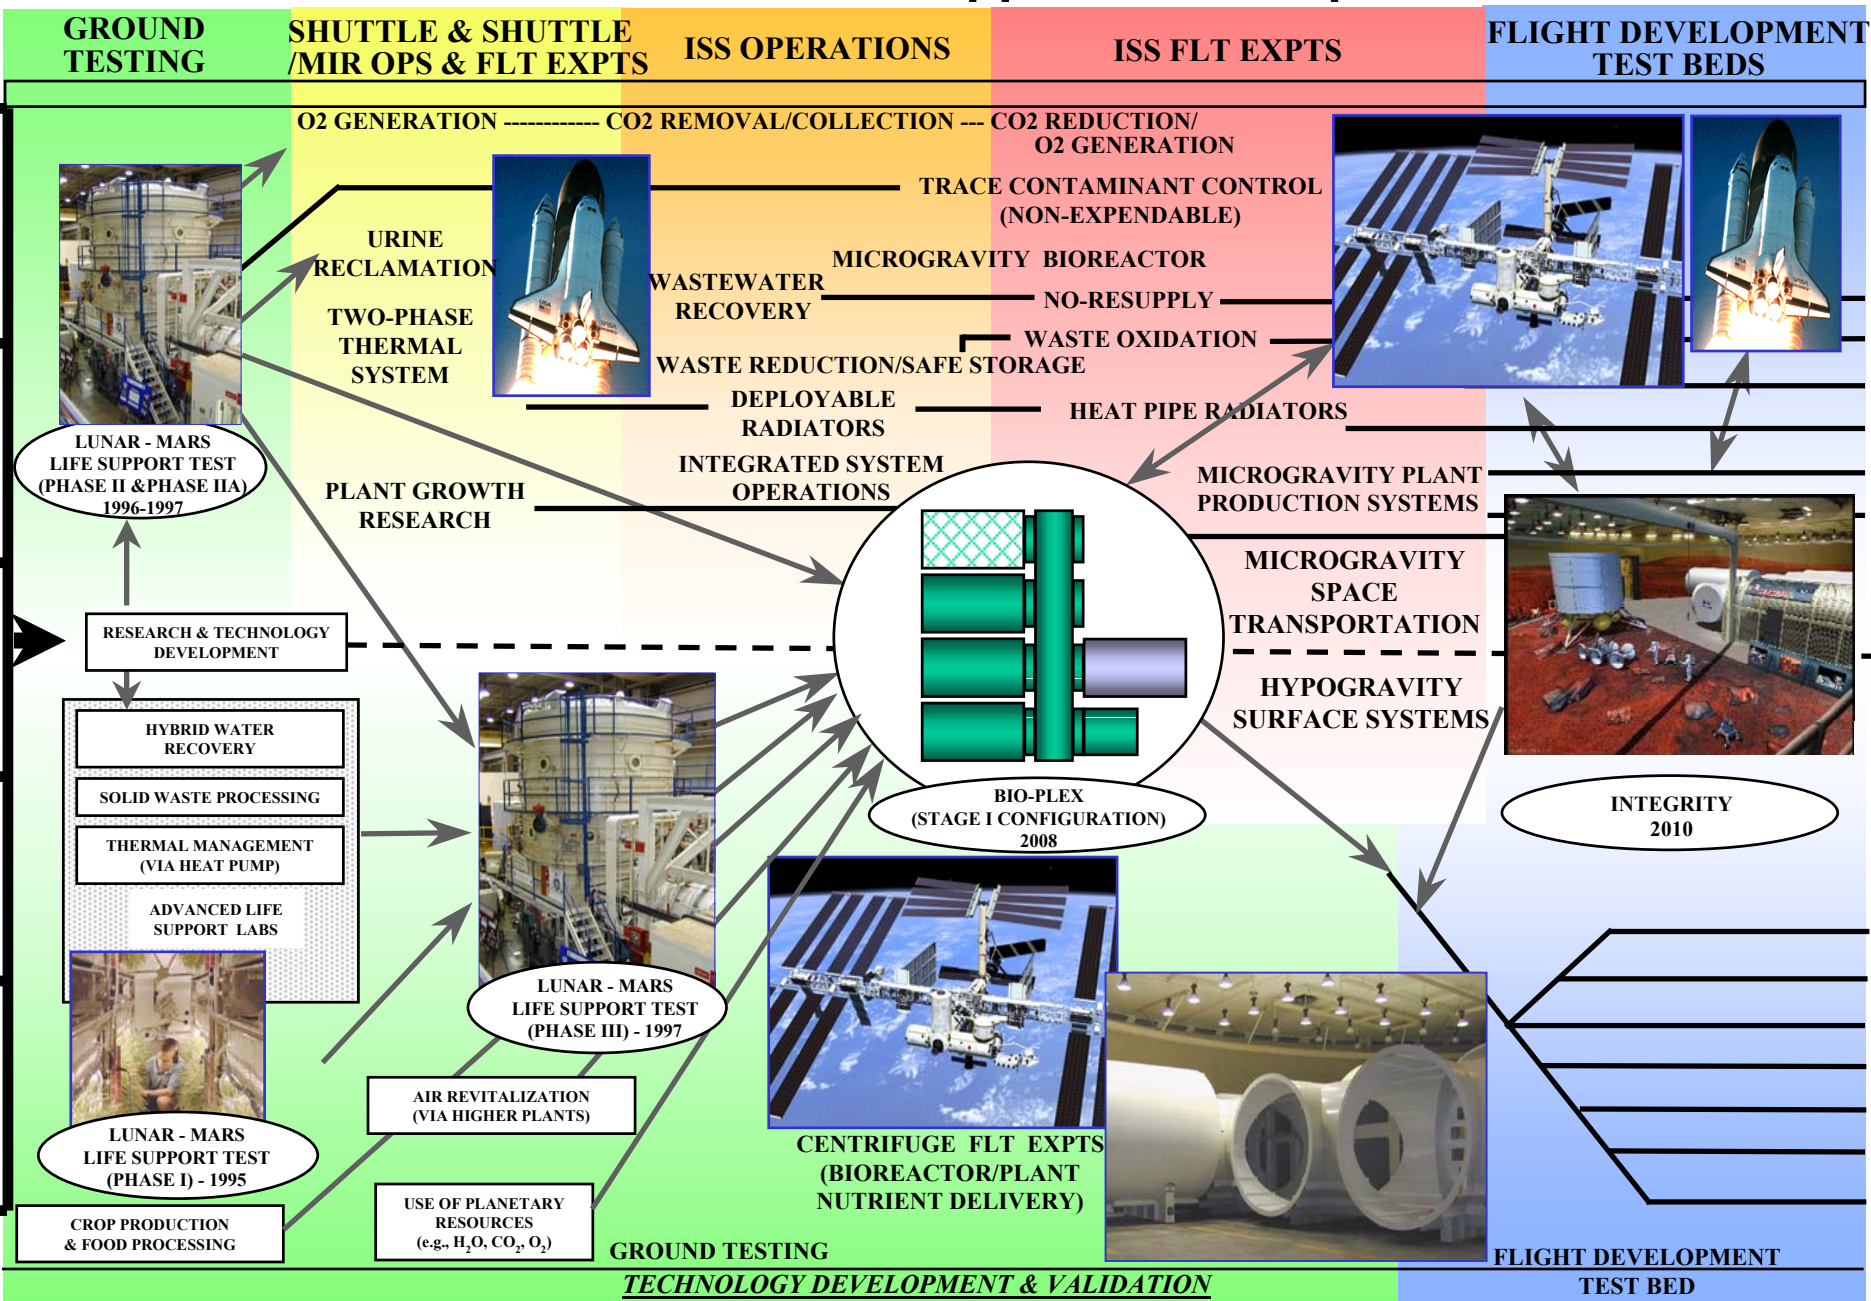 GROUND
TESTING
SHUTTLE & SHUTTLE
/MIR OPS & FLT EXPTS
ISS OPERATIONS
ISS FLT EXPTS
FLIGHT DEVELOPMENT
TEST BEDS
O2 GENERATION ------------ CO2 REMOVAL/COLLECTION --- CO2 REDUCTION/
O2 GENERATION
TRACE CONTAMINANT CONTROL
(NON-EXPENDABLE)
URINE
RECLAMATION
MICROGRAVITY BIOREACTOR
WASTEWATER
RECOVERY
NO-RESUPPLY
TWO-PHASE
THERMAL
SYSTEM
WASTE OXIDATION
WASTE REDUCTION/SAFE STORAGE
DEPLOYABLE
RADIATORS
HEAT PIPE RADIATORS
LUNAR - MARS
LIFE SUPPORT TEST
(PHASE II &PHASE IIA)
1996-1997
INTEGRATED SYSTEM
OPERATIONS
PLANT GROWTH
RESEARCH
MICROGRAVITY PLANT
PRODUCTION SYSTEMS
MICROGRAVITY
SPACE
TRANSPORTATION
HYPOGRAVITY
SURFACE SYSTEMS
RESEARCH & TECHNOLOGY
DEVELOPMENT
HYBRID WATER
RECOVERY
SOLID WASTE PROCESSING
THERMAL MANAGEMENT
(VIA HEAT PUMP)
ADVANCED LIFE
SUPPORT LABS
BIO-PLEX
(STAGE I CONFIGURATION)
2008
INTEGRITY
2010
LUNAR - MARS
LIFE SUPPORT TEST
(PHASE III) - 1997
LUNAR - MARS
LIFE SUPPORT TEST
(PHASE I) - 1995
AIR REVITALIZATION
(VIA HIGHER PLANTS)
CENTRIFUGE FLT EXPTS
(BIOREACTOR/PLANT
NUTRIENT DELIVERY)
CROP PRODUCTION
& FOOD PROCESSING
USE OF PLANETARY
RESOURCES
(e.g., H2O, CO2, O2)
GROUND TESTING
FLIGHT DEVELOPMENT
TEST BED
TECHNOLOGY DEVELOPMENT & VALIDATION